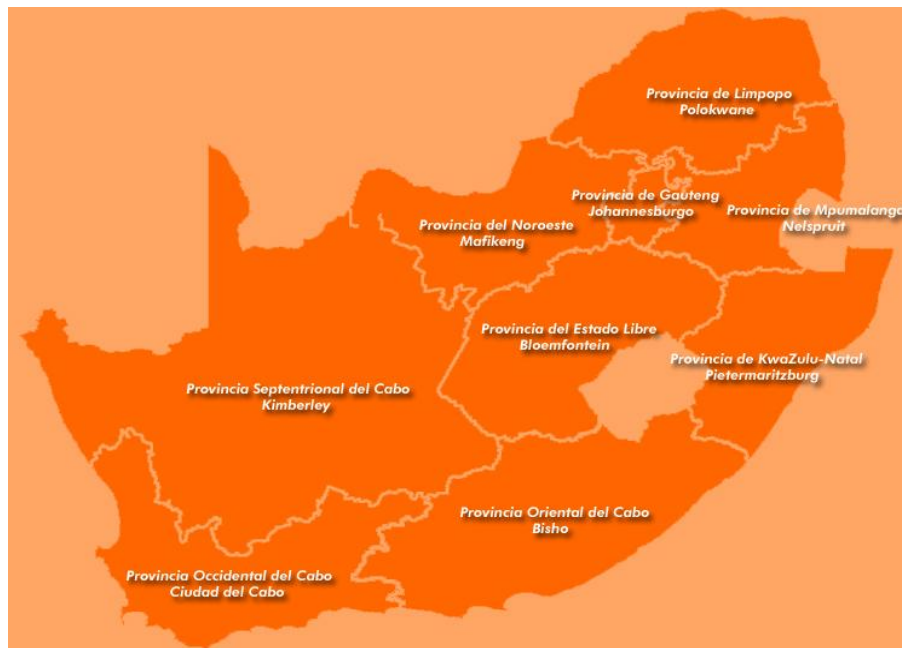 Provincia de Limpopo
Polokwane
Provincia de Gauteng
Johannesburgo
Provincia de Mpumalanga
Nelspruit
Provincia del Noroeste
Mafikeng
Provincia del Estado Libre
Bloemfontein
Provincia de KwaZulu-Natal
Pietermaritzburg
Provincia Septentrional del Cabo
Kimberley
Provincia Oriental del Cabo
Bisho
Provincia Occidental del Cabo
Ciudad del Cabo